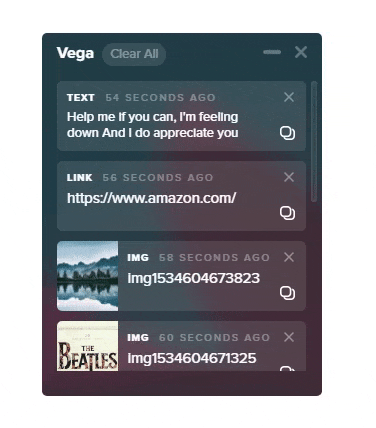 Vega Clear All
TEXT 54 SECONDS AGO
Help me If you can, I'm feeling
down And I do appreciate you
LINK 56 SECONDS AGO
https://www.amazon.com/
IMG 58 SECONDS AGO
Img1534604673823
IMG 60 SECONDS AGO
Img1534604671325
THE
BEATLES